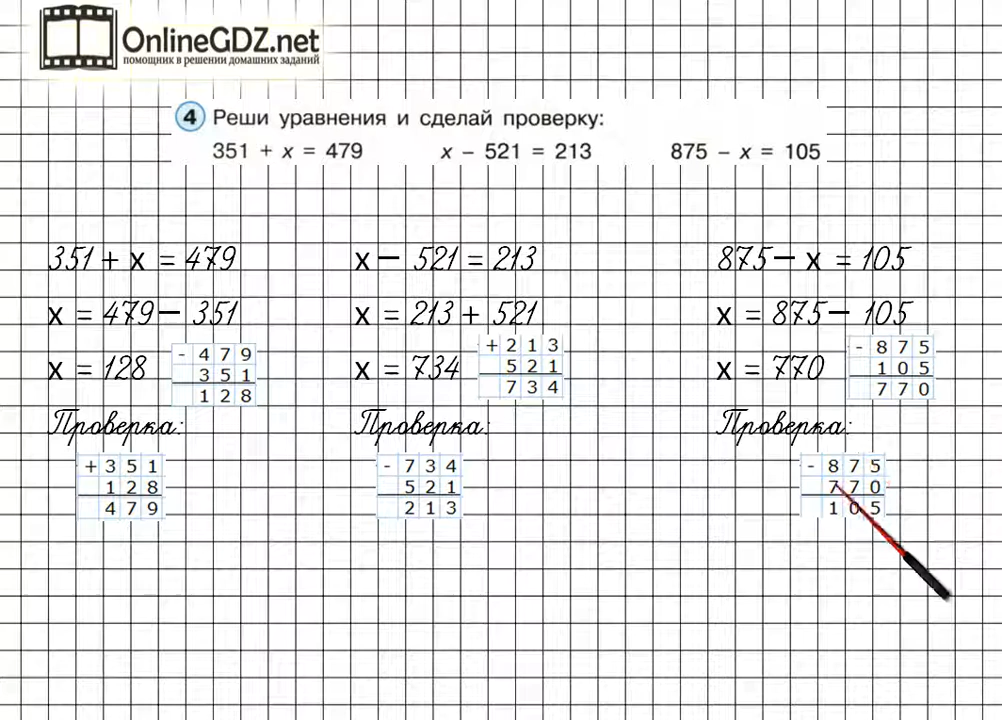 OnlineGDZ.net
помощник в решении домашних заданий
4 Реши уравнения и сделай проверку:
351 + x = 479 x − 521 = 213 875 − x = 105
351 + x = 479 x − 521 = 213 875 − x = 105
x = 479 − 351 x = 213 + 521 x = 875 − 105
x = 128 x = 734 x = 770
- 479 + 213 - 875
351 521 105
128 734 770
Проверка: Проверка: Проверка:
+ 351 - 734 - 875
128 521 770
479 213 105